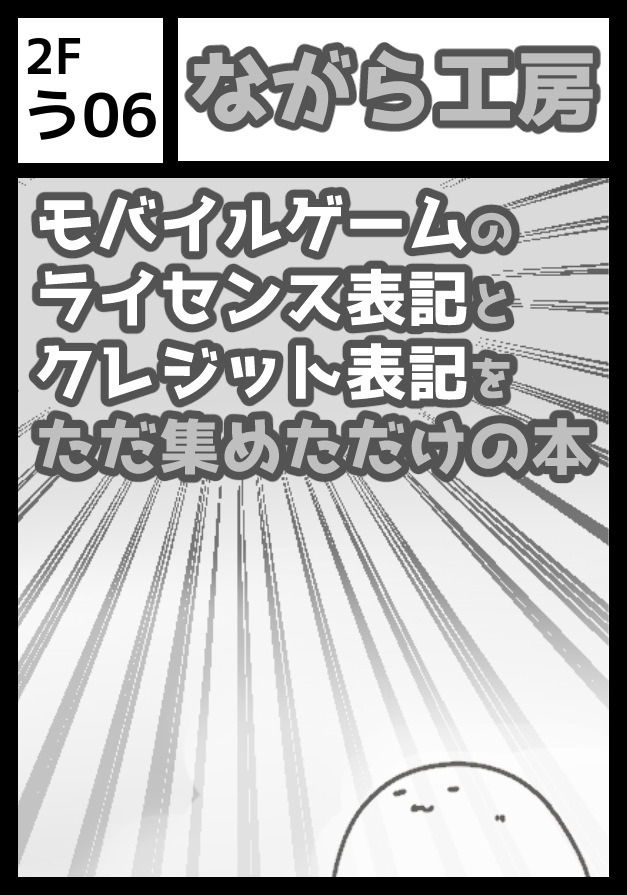 2F
う06
ながら工房
モバイルゲームの
ライセンス表記と
クレジット表記を
ただ集めただけの本